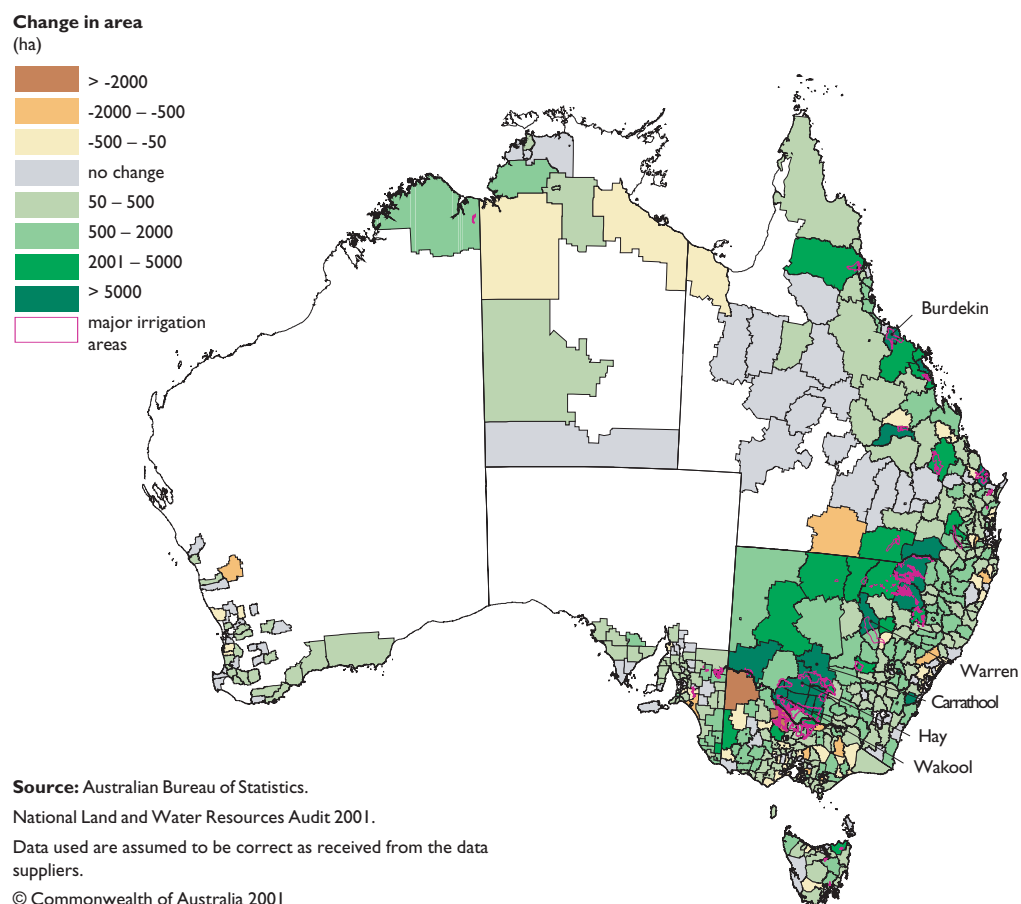 Change in area
(ha)
> -2000
-2000 – -500
-500 – -50
no change
50 – 500
500 – 2000
2001 – 5000
> 5000
major irrigation
areas
Burdekin
Warren
Carrathool
Hay
Wakool
Source: Australian Bureau of Statistics.
National Land and Water Resources Audit 2001.
Data used are assumed to be correct as received from the data
suppliers.
© Commonwealth of Australia 2001